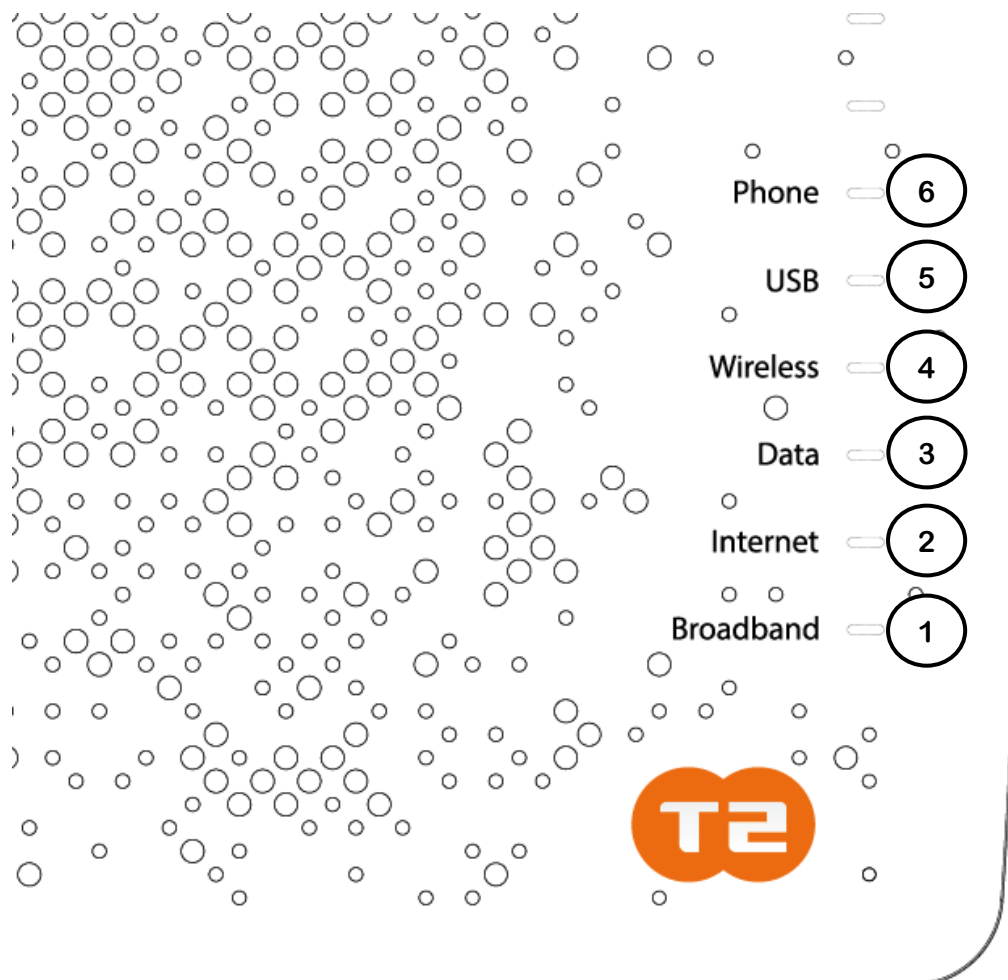 Phone 6
USB 5
Wireless 4
Data 3
Internet 2
Broadband 1
T2